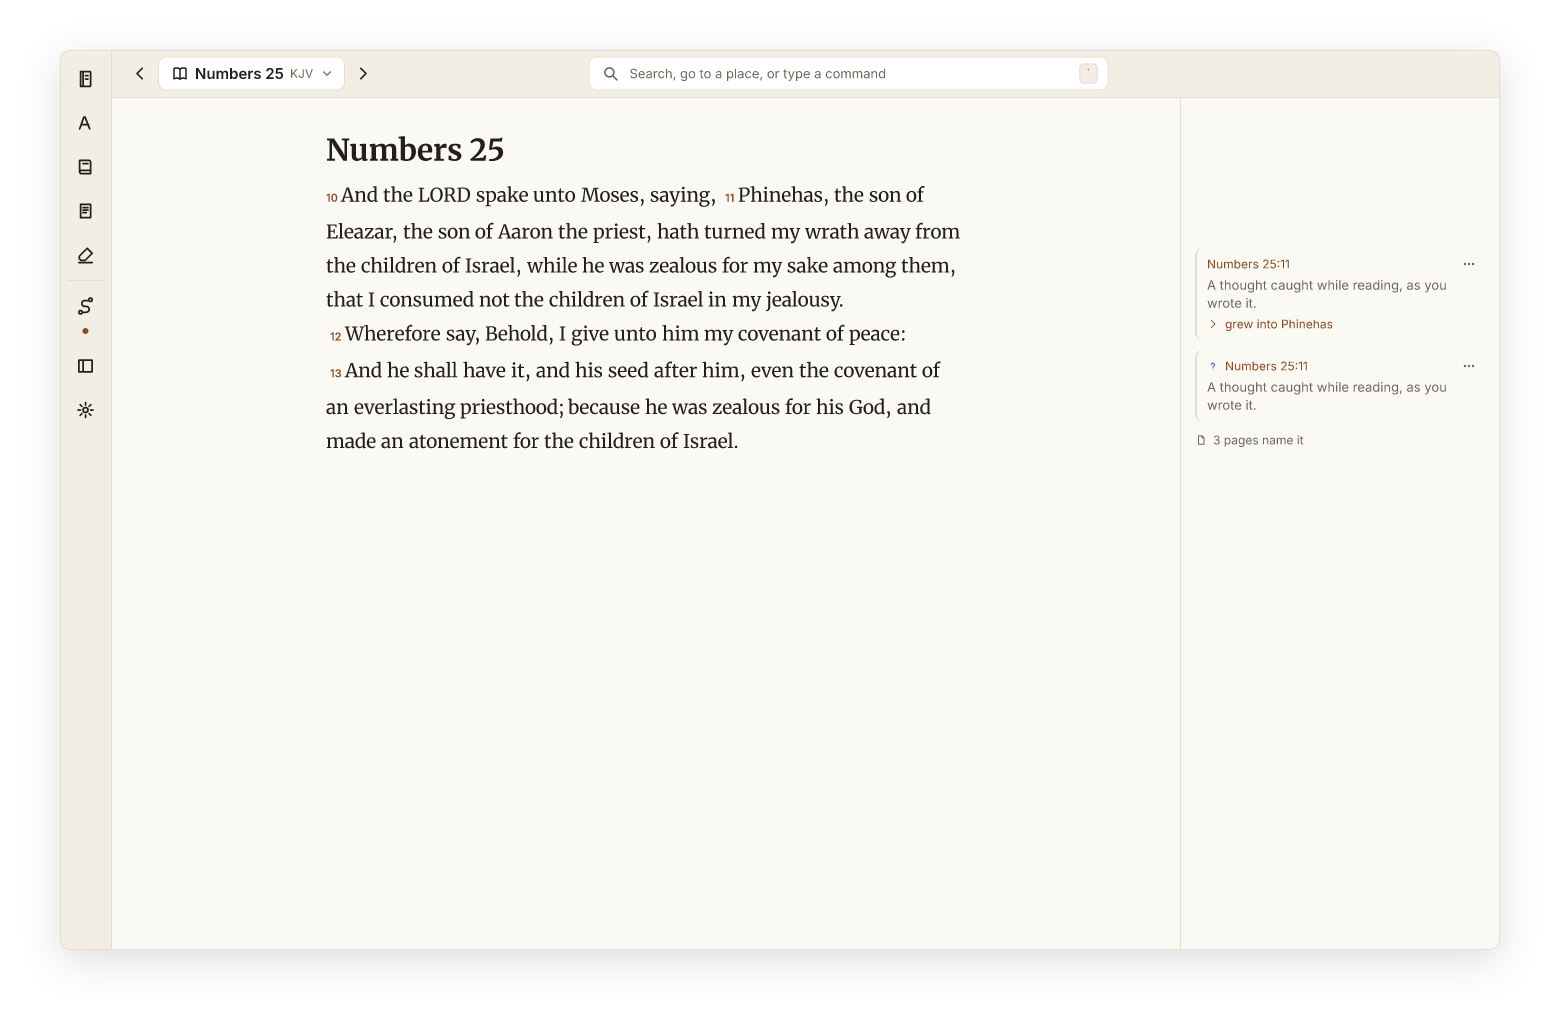 Numbers 25 KJV
Search, go to a place, or type a command
Numbers 25
10 And the LORD spake unto Moses, saying, 11 Phinehas, the son of
Eleazar, the son of Aaron the priest, hath turned my wrath away from
the children of Israel, while he was zealous for my sake among them,
that I consumed not the children of Israel in my jealousy.
12 Wherefore say, Behold, I give unto him my covenant of peace:
13 And he shall have it, and his seed after him, even the covenant of
an everlasting priesthood; because he was zealous for his God, and
made an atonement for the children of Israel.
Numbers 25:11
A thought caught while reading, as you
wrote it.
grew into Phinehas
? Numbers 25:11
A thought caught while reading, as you
wrote it.
3 pages name it